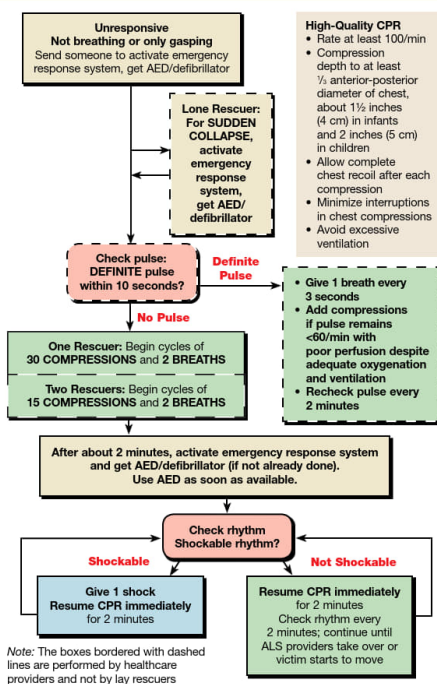 Unresponsive
Not breathing or only gasping
Send someone to activate emergency
response system, get AED/defibrillator
High-Quality CPR
• Rate at least 100/min
• Compression
depth to at least
⅓ anterior-posterior
diameter of chest,
about 1½ inches
(4 cm) in infants
and 2 inches (5 cm)
in children
• Allow complete
chest recoil after each
compression
• Minimize interruptions
in chest compressions
• Avoid excessive
ventilation
Lone Rescuer:
For SUDDEN
COLLAPSE,
activate
emergency
response
system,
get AED/
defibrillator
Check pulse:
DEFINITE pulse
within 10 seconds?
Definite
Pulse
• Give 1 breath every
3 seconds
• Add compressions
if pulse remains
<60/min with
poor perfusion despite
adequate oxygenation
and ventilation
• Recheck pulse every
2 minutes
No Pulse
One Rescuer: Begin cycles of
30 COMPRESSIONS and 2 BREATHS
Two Rescuers: Begin cycles of
15 COMPRESSIONS and 2 BREATHS
After about 2 minutes, activate emergency response system
and get AED/defibrillator (if not already done).
Use AED as soon as available.
Check rhythm
Shockable rhythm?
Shockable
Not Shockable
Give 1 shock
Resume CPR immediately
for 2 minutes
Resume CPR immediately
for 2 minutes
Check rhythm every
2 minutes; continue until
ALS providers take over or
victim starts to move
Note: The boxes bordered with dashed
lines are performed by healthcare
providers and not by lay rescuers